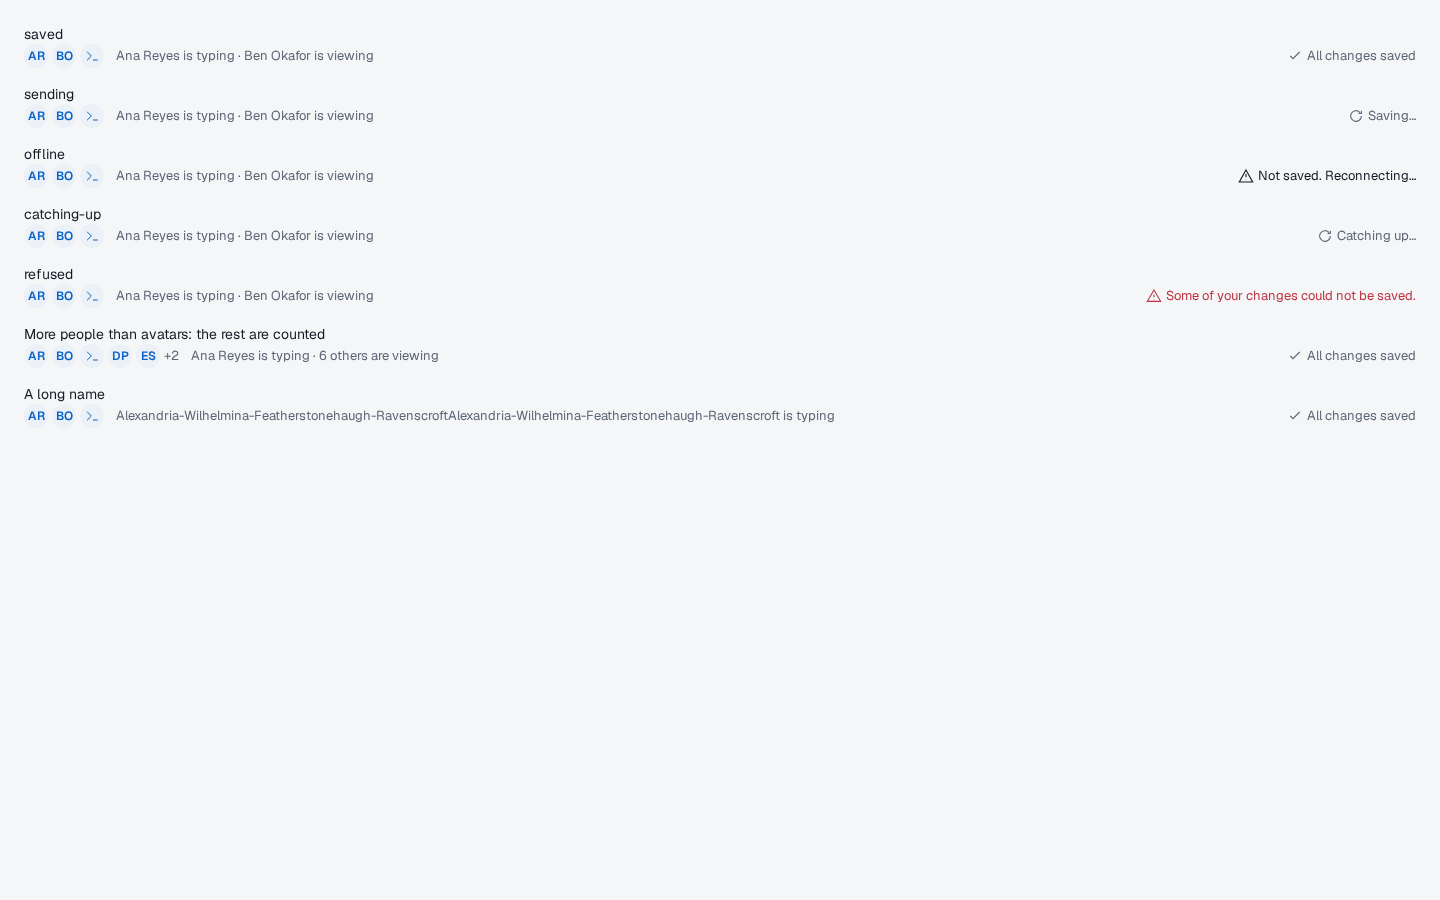 saved
AR BO >_ Ana Reyes is typing · Ben Okafor is viewing All changes saved
sending
AR BO >_ Ana Reyes is typing · Ben Okafor is viewing Saving…
offline
AR BO >_ Ana Reyes is typing · Ben Okafor is viewing Not saved. Reconnecting…
catching-up
AR BO >_ Ana Reyes is typing · Ben Okafor is viewing Catching up…
refused
AR BO >_ Ana Reyes is typing · Ben Okafor is viewing Some of your changes could not be saved.
More people than avatars: the rest are counted
AR BO >_ DP ES +2 Ana Reyes is typing · 6 others are viewing All changes saved
A long name
AR BO >_ Alexandria-Wilhelmina-Featherstonehaugh-RavenscroftAlexandria-Wilhelmina-Featherstonehaugh-Ravenscroft is typing All changes saved